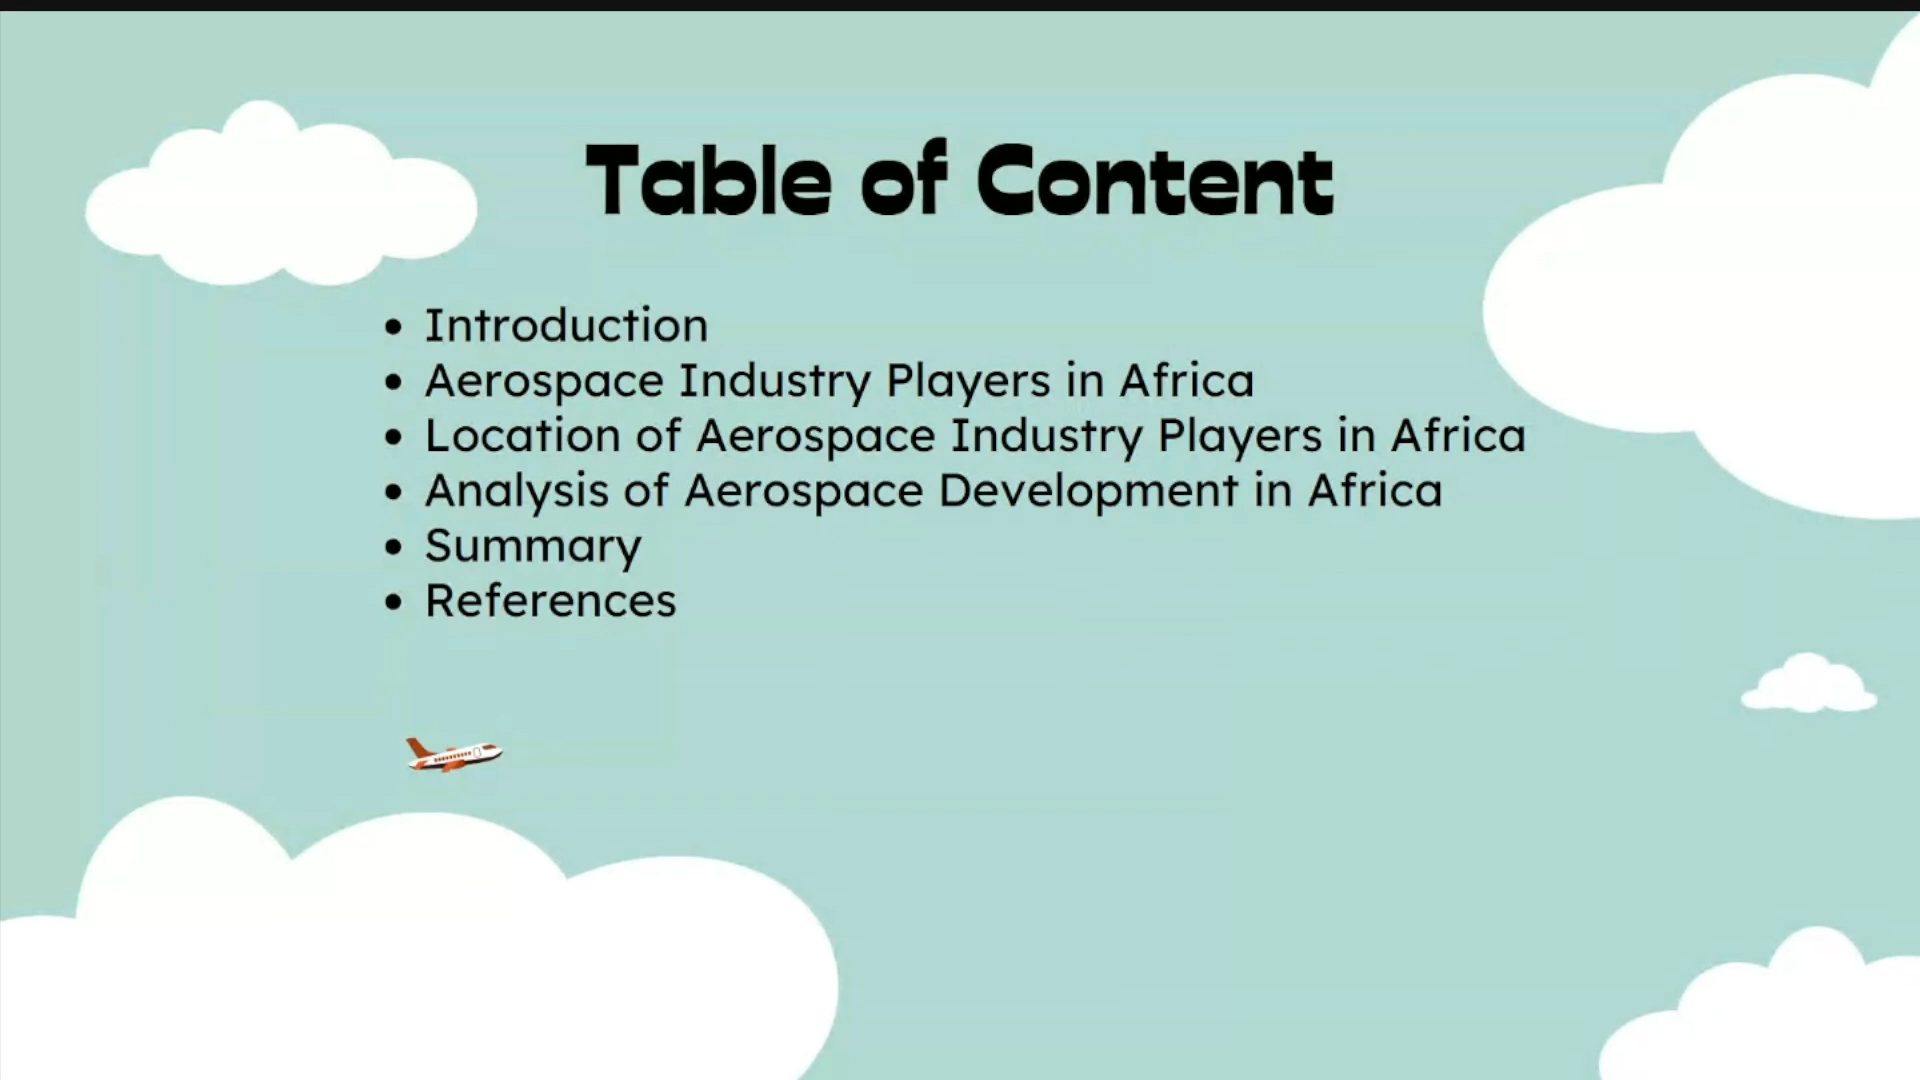 Table of Content
• Introduction
• Aerospace Industry Players in Africa
• Location of Aerospace Industry Players in Africa
• Analysis of Aerospace Development in Africa
• Summary
• References